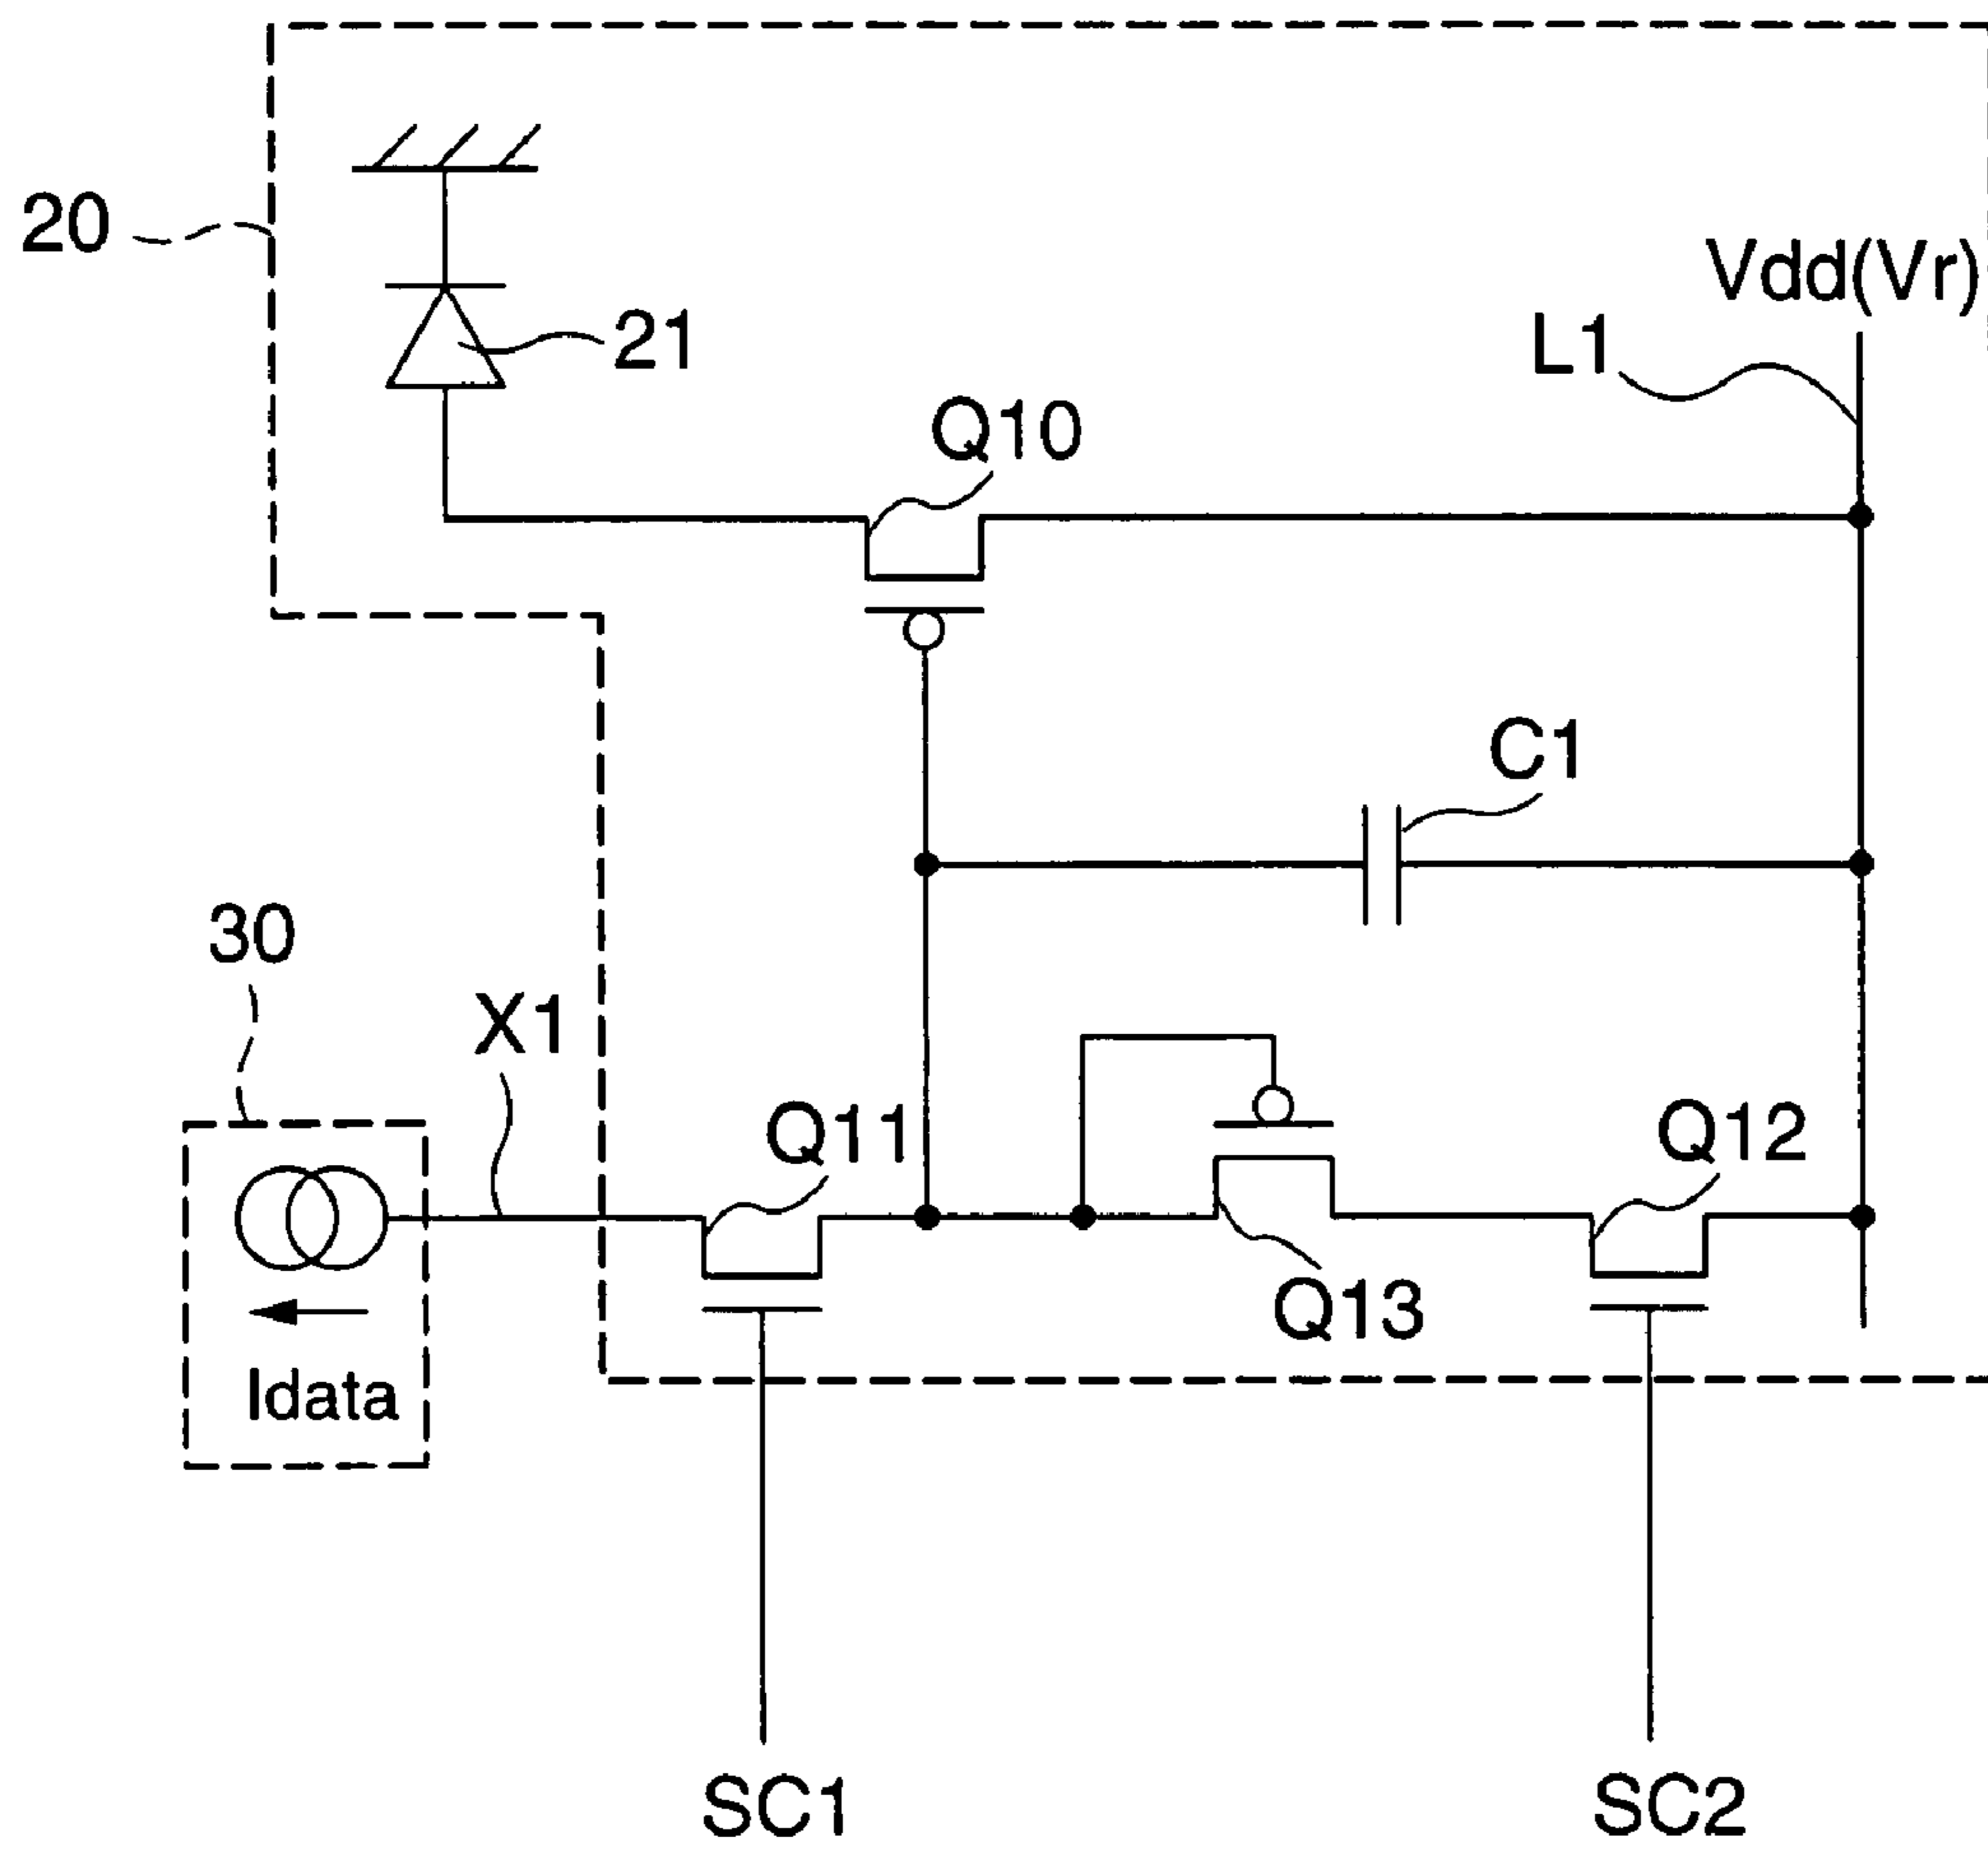 20
Vdd(Vr)
L1
21
Q10
C1
30
X1
Q11
Q12
Q13
Idata
SC1
SC2